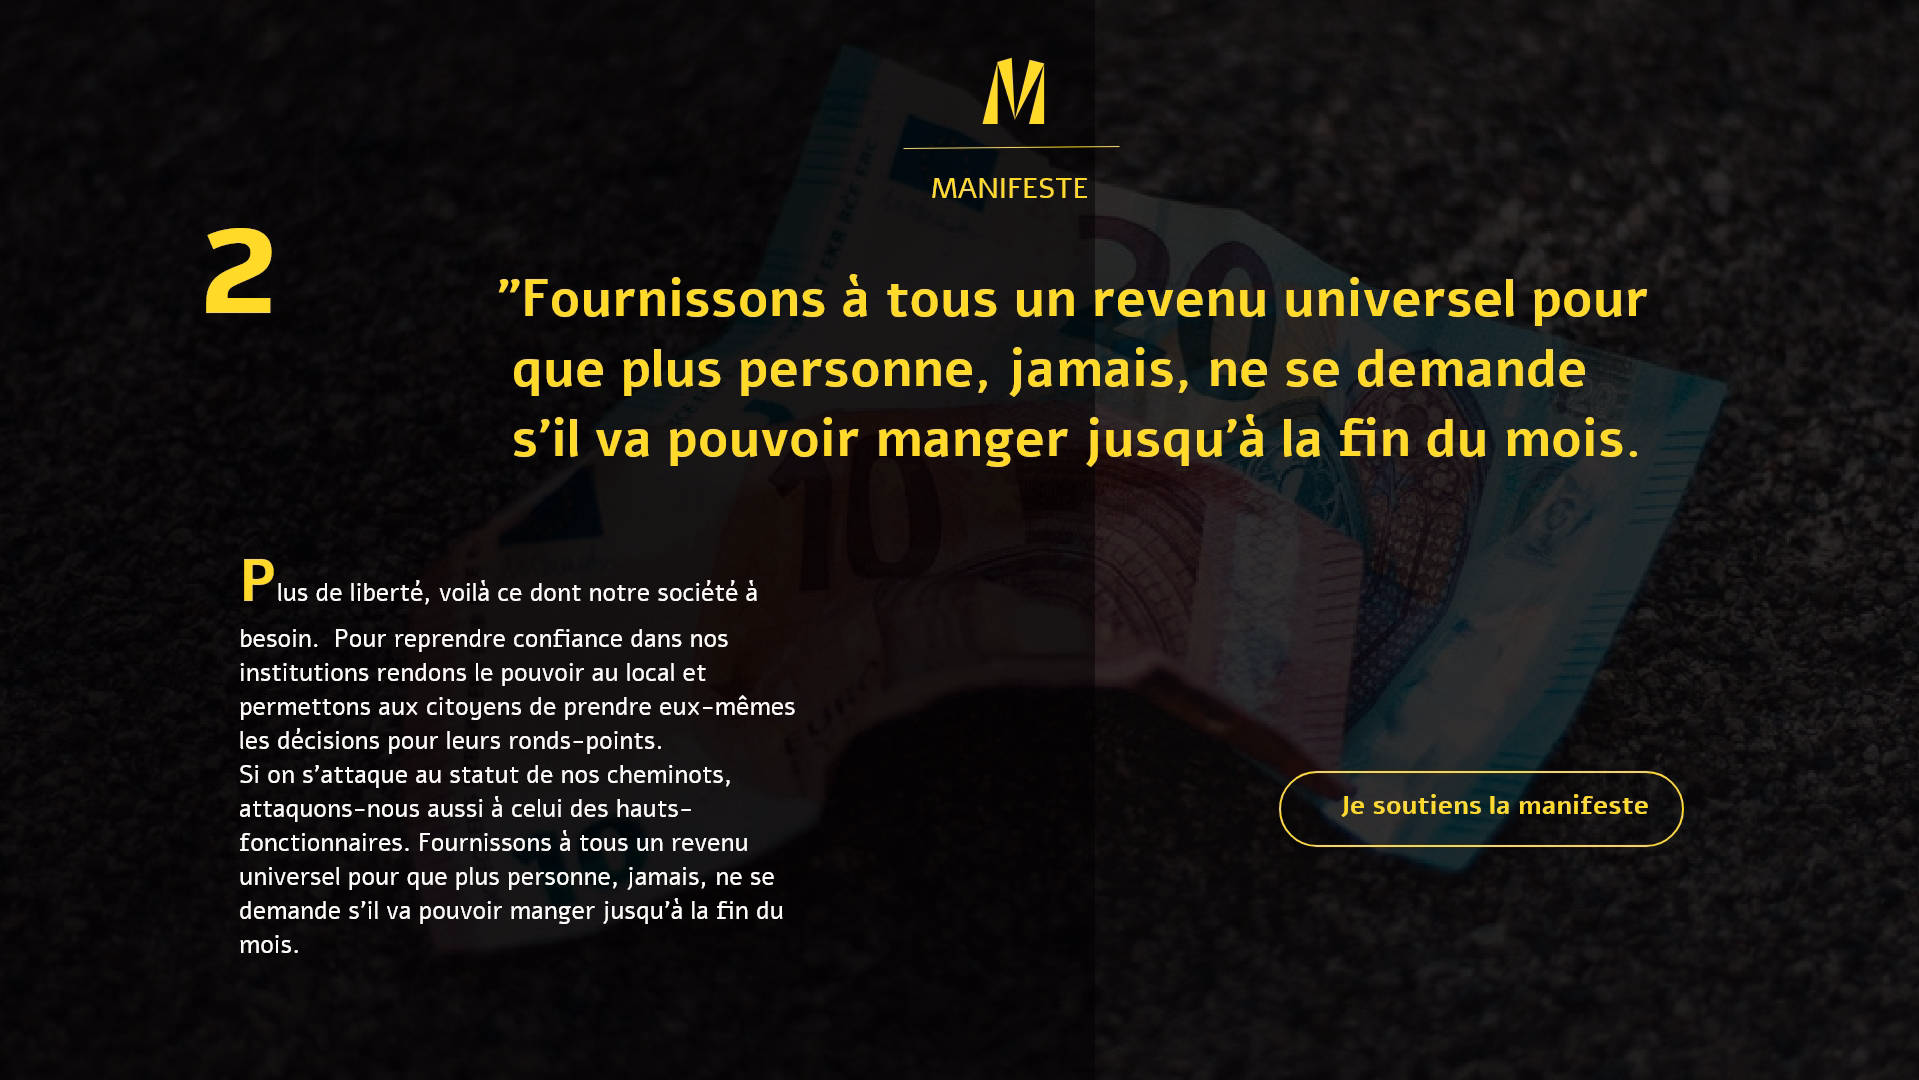 M
MANIFESTE
2
”Fournissons à tous un revenu universel pour
que plus personne, jamais, ne se demande
s’il va pouvoir manger jusqu’à la fin du mois.
Plus de liberté, voilà ce dont notre société à
besoin.  Pour reprendre confiance dans nos
institutions rendons le pouvoir au local et
permettons aux citoyens de prendre eux-mêmes
les décisions pour leurs ronds-points.
Si on s’attaque au statut de nos cheminots,
attaquons-nous aussi à celui des hauts-
fonctionnaires. Fournissons à tous un revenu
universel pour que plus personne, jamais, ne se
demande s’il va pouvoir manger jusqu’à la fin du
mois.
Je soutiens la manifeste
20
10
EURO